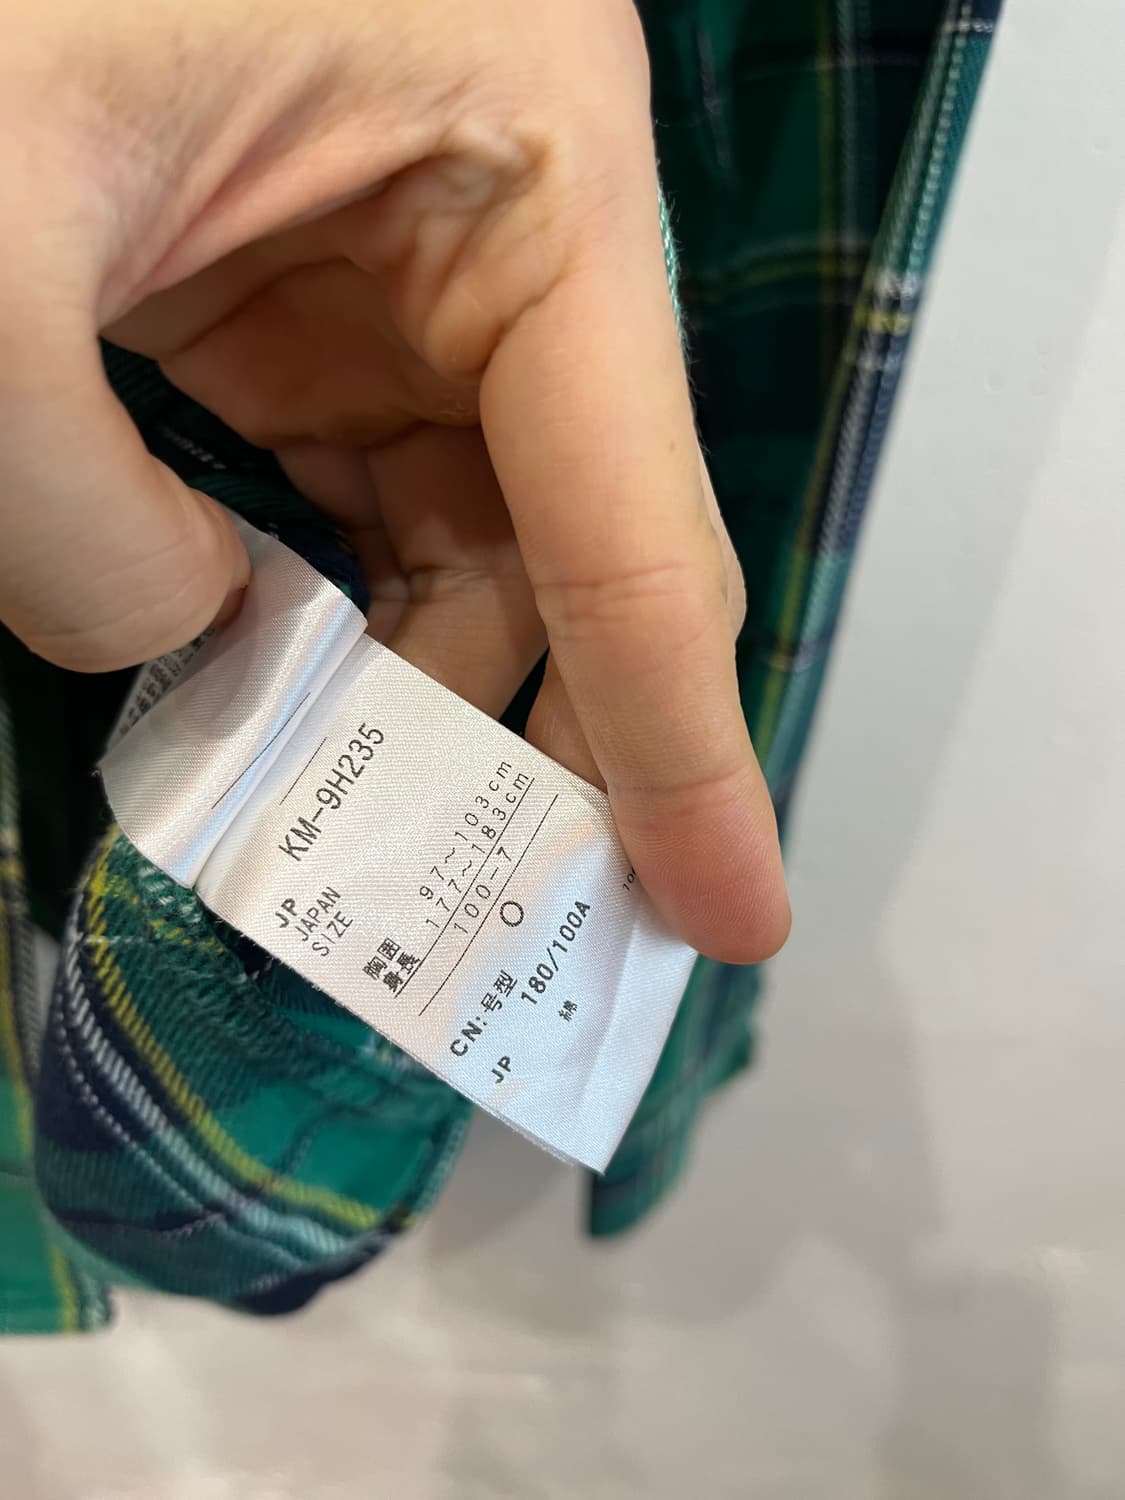 KM-9H235
JP
JAPAN
SIZE
胸囲 97~103cm
身長 177~183cm
100-7
O
CN:号型 180/100A
JP 綿